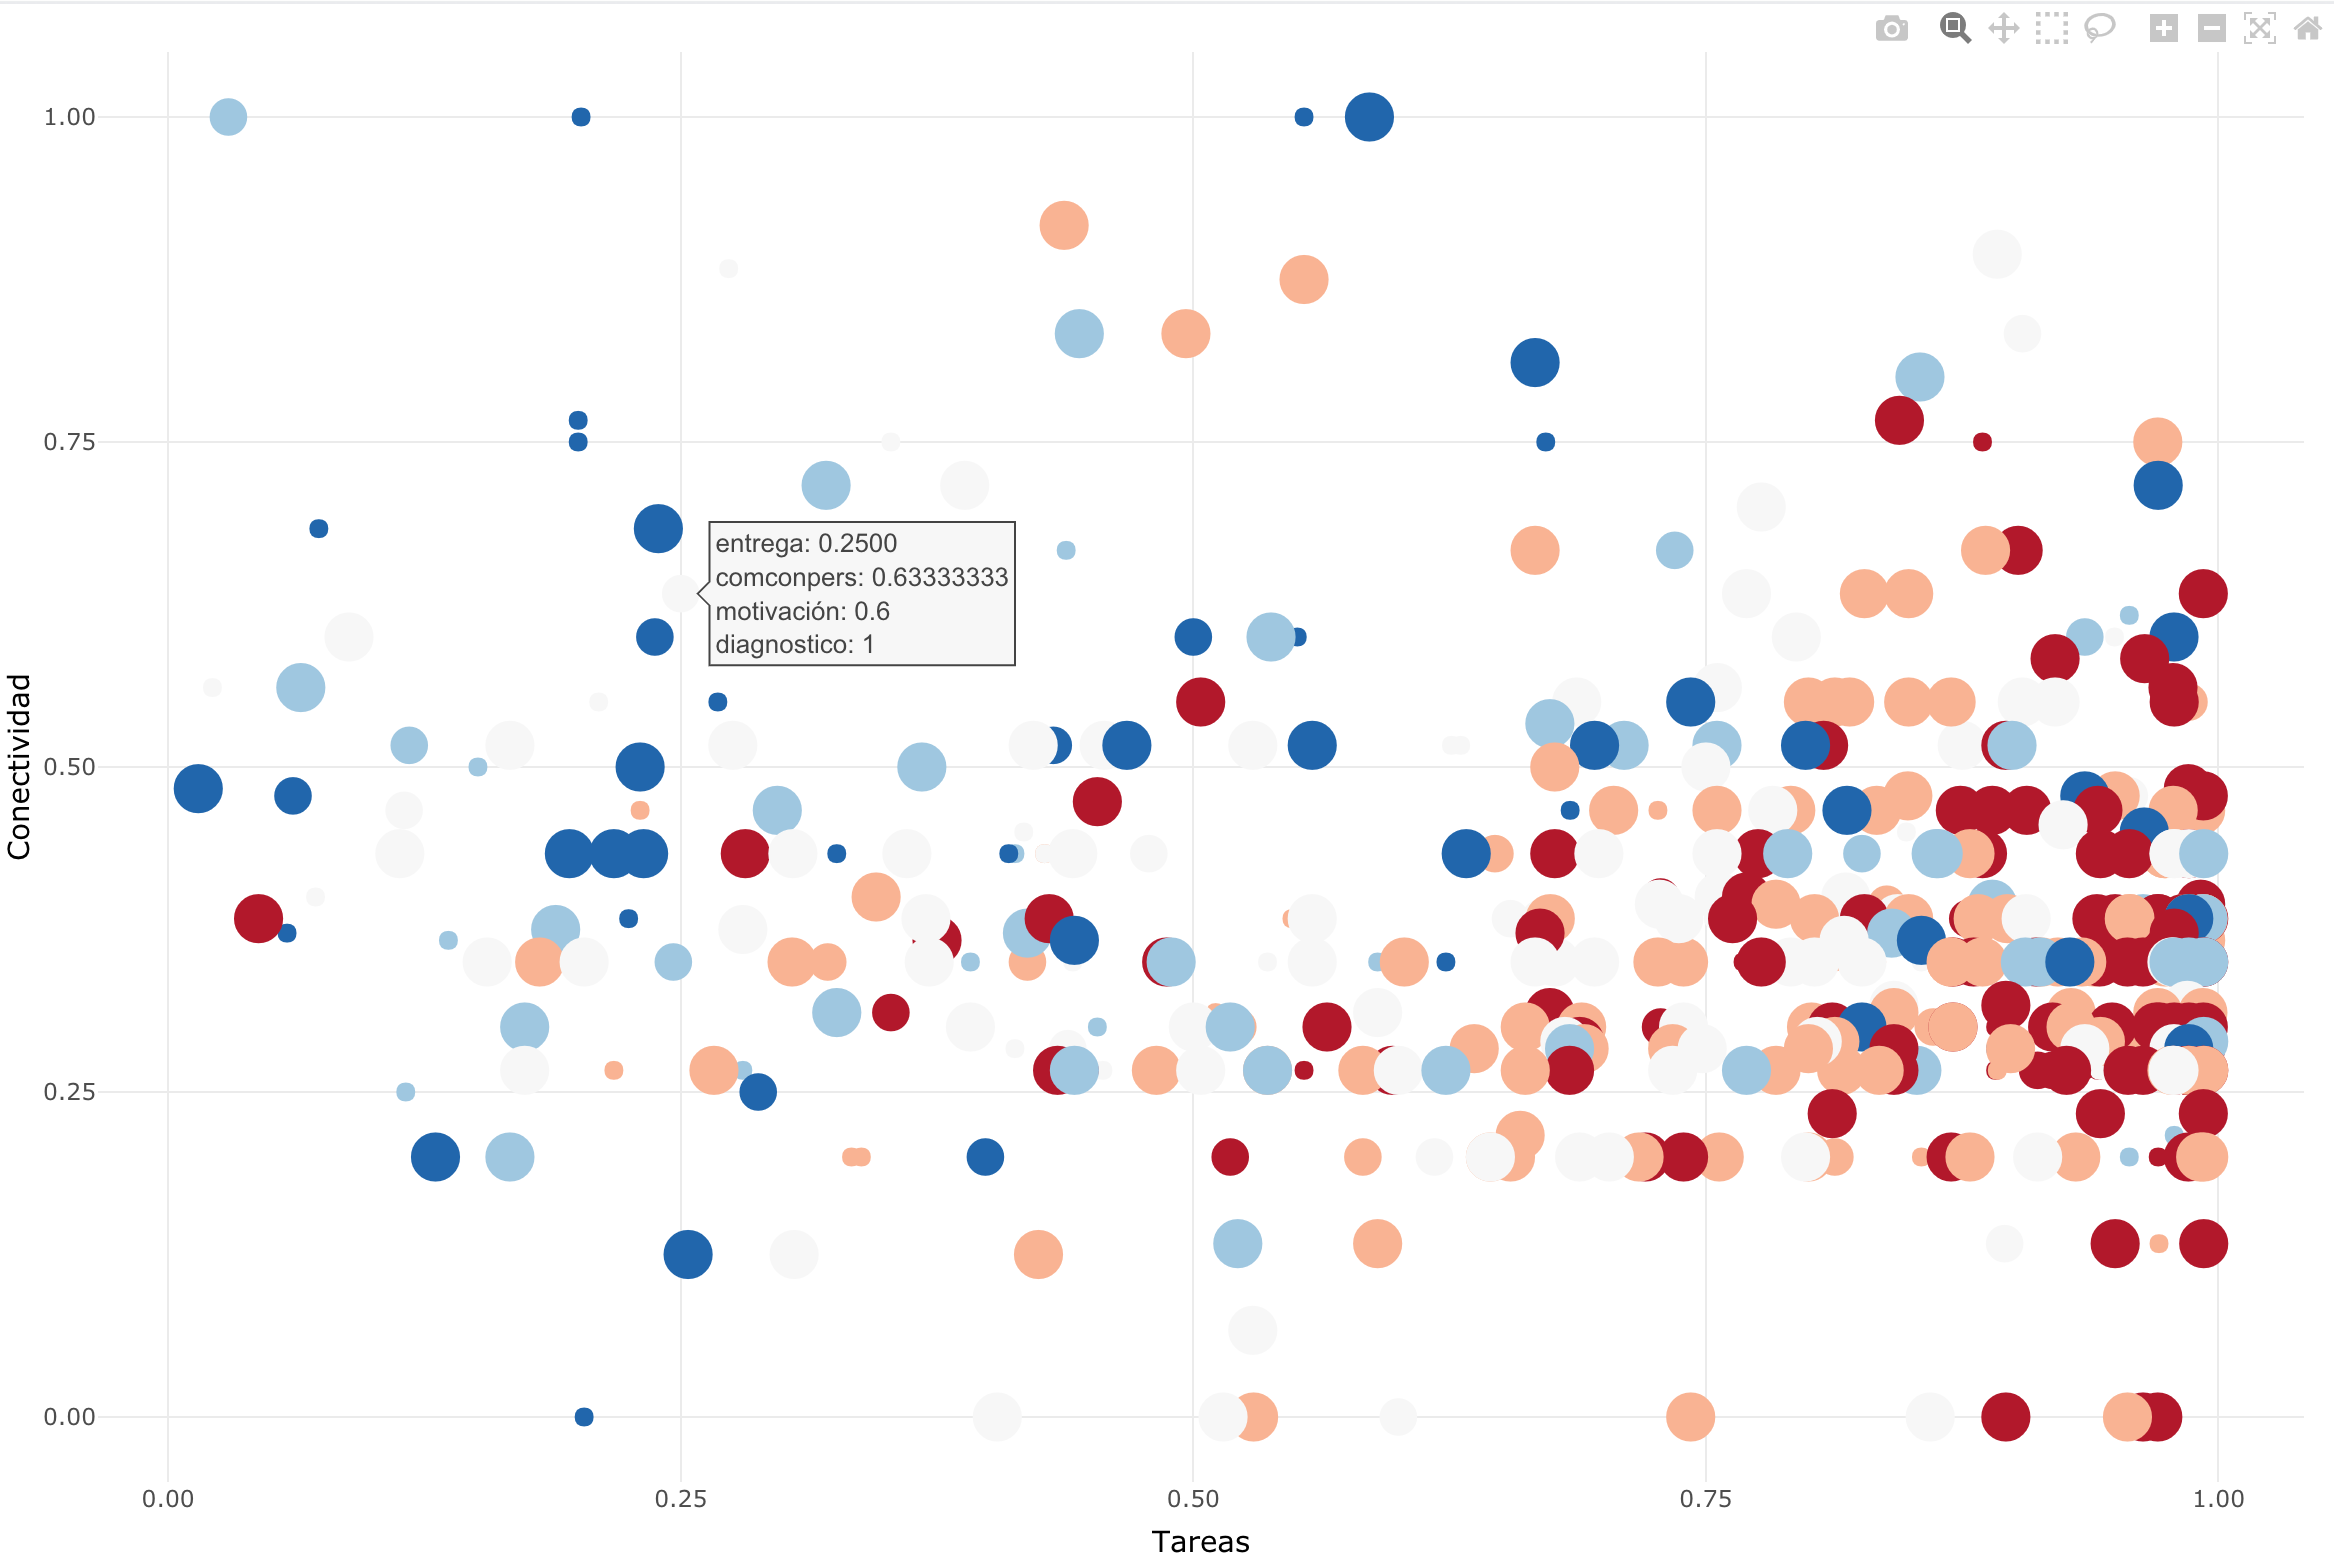 1.00
0.75
entrega: 0.2500
comconpers: 0.63333333
motivación: 0.6
diagnostico: 1
Conectividad
0.50
0.25
0.00
0.00 0.25 0.50 0.75 1.00
Tareas